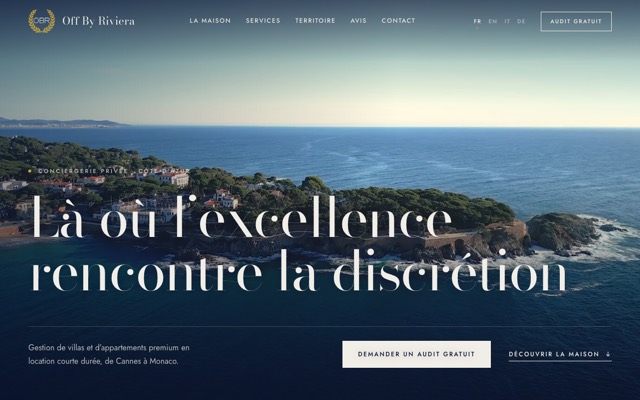 OBR
Off By Riviera
LA MAISON SERVICES TERRITOIRE AVIS CONTACT
FR EN IT DE
AUDIT GRATUIT
CONCIERGERIE PRIVÉE · CÔTE D'AZUR
Là où l'excellence
rencontre la discrétion
Gestion de villas et d'appartements premium en
location courte durée, de Cannes à Monaco.
DEMANDER UN AUDIT GRATUIT
DÉCOUVRIR LA MAISON ↓